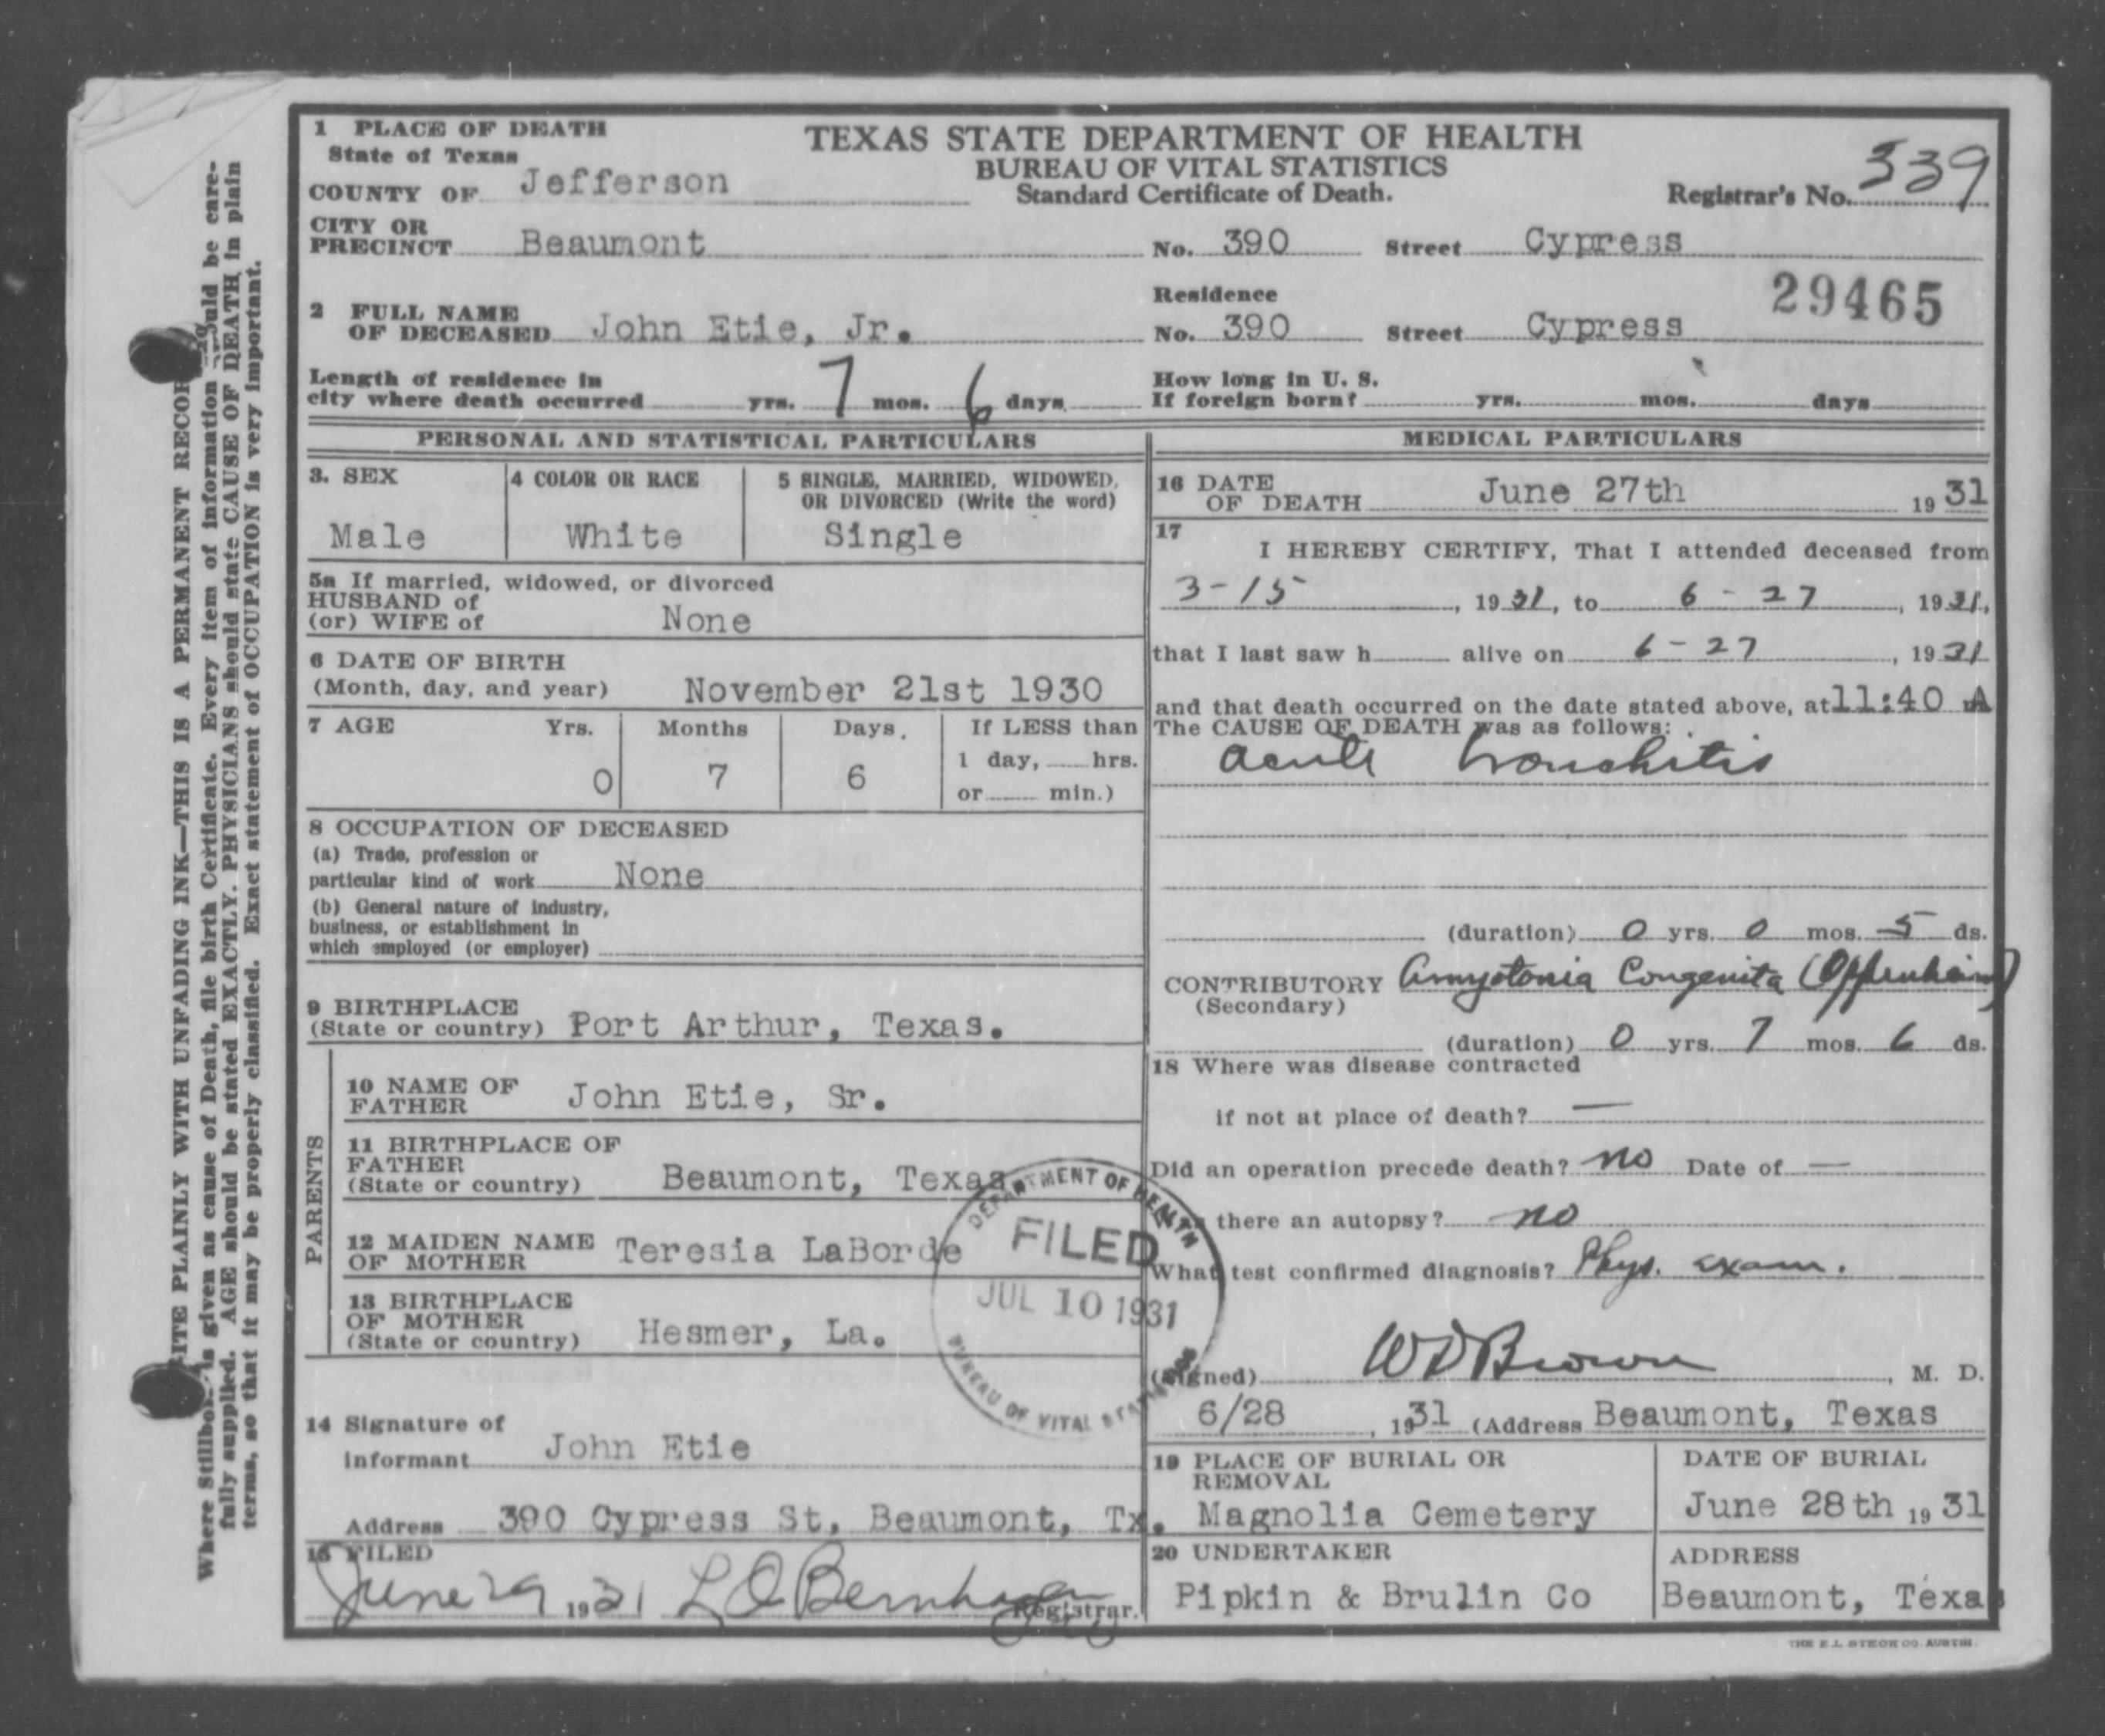 1 PLACE OF DEATH
State of Texas
COUNTY OF Jefferson
TEXAS STATE DEPARTMENT OF HEALTH
BUREAU OF VITAL STATISTICS
Standard Certificate of Death.
Registrar's No. 539
CITY OR PRECINCT Beaumont No. 390 Street Cypress
29465
2 FULL NAME OF DECEASED John Etie, Jr. Residence No. 390 Street Cypress
Length of residence in city where death occurred yrs. 7 mos. 6 days
How long in U. S. If foreign born? yrs. mos. days
PERSONAL AND STATISTICAL PARTICULARS
3. SEX
Male
4 COLOR OR RACE
White
5 SINGLE, MARRIED, WIDOWED, OR DIVORCED (Write the word)
Single
5a If married, widowed, or divorced
HUSBAND of
(or) WIFE of None
6 DATE OF BIRTH
(Month, day, and year) November 21st 1930
7 AGE Yrs. Months Days. If LESS than
0 7 6 1 day, hrs.
or min.)
8 OCCUPATION OF DECEASED
(a) Trade, profession or
particular kind of work None
(b) General nature of industry,
business, or establishment in
which employed (or employer)
9 BIRTHPLACE
(State or country) Port Arthur, Texas.
PARENTS
10 NAME OF FATHER John Etie, Sr.
11 BIRTHPLACE OF FATHER
(State or country) Beaumont, Texas
12 MAIDEN NAME OF MOTHER Teresia LaBorde
13 BIRTHPLACE OF MOTHER
(State or country) Hesmer, La.
14 Signature of
informant John Etie
Address 390 Cypress St, Beaumont, Tx.
15 FILED
June 29 1931 L O Bernhagen Registrar.
MEDICAL PARTICULARS
16 DATE OF DEATH June 27th 19 31
17
I HEREBY CERTIFY, That I attended deceased from
3-15, 19 31, to 6-27, 19 31,
that I last saw h alive on 6-27, 19 31
and that death occurred on the date stated above, at 11:40 A
The CAUSE OF DEATH was as follows:
acute bronchitis
(duration) 0 yrs. 0 mos. 5 ds.
CONTRIBUTORY Amyotonia Congenita (Oppenheim)
(Secondary)
(duration) 0 yrs. 7 mos. 6 ds.
18 Where was disease contracted
if not at place of death? —
Did an operation precede death? no Date of —
Was there an autopsy? no
What test confirmed diagnosis? Phys. exam.
(Signed) W D Brown, M. D.
6/28, 1931 (Address Beaumont, Texas
19 PLACE OF BURIAL OR REMOVAL
Magnolia Cemetery
DATE OF BURIAL
June 28th 19 31
20 UNDERTAKER
Pipkin & Brulin Co
ADDRESS
Beaumont, Texas
DEPARTMENT OF HEALTH
FILED
JUL 10 1931
BUREAU OF VITAL STATISTICS
THE E.L. STECK CO. AUSTIN
PLAINLY WITH UNFADING INK—THIS IS A PERMANENT RECORD
Where Stillborn is given as cause of Death, file birth Certificate. Every item of information should be care-
fully supplied. AGE should be stated EXACTLY. PHYSICIANS should state CAUSE OF DEATH in plain
terms, so that it may be properly classified. Exact statement of OCCUPATION is very important.